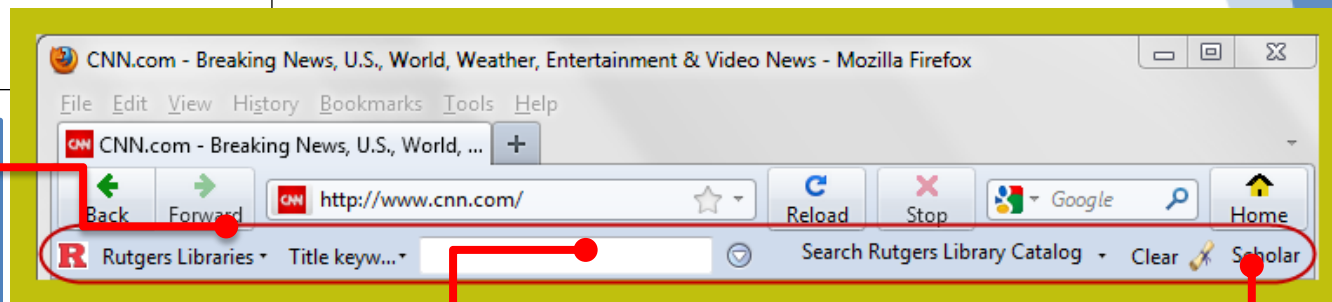 CNN.com - Breaking News, U.S., World, Weather, Entertainment & Video News - Mozilla Firefox
File Edit View History Bookmarks Tools Help
CNN CNN.com - Breaking News, U.S., World, ... +
Back Forward CNN http://www.cnn.com/ Reload Stop Google Home
R Rutgers Libraries Title keyw... Search Rutgers Library Catalog Clear Scholar